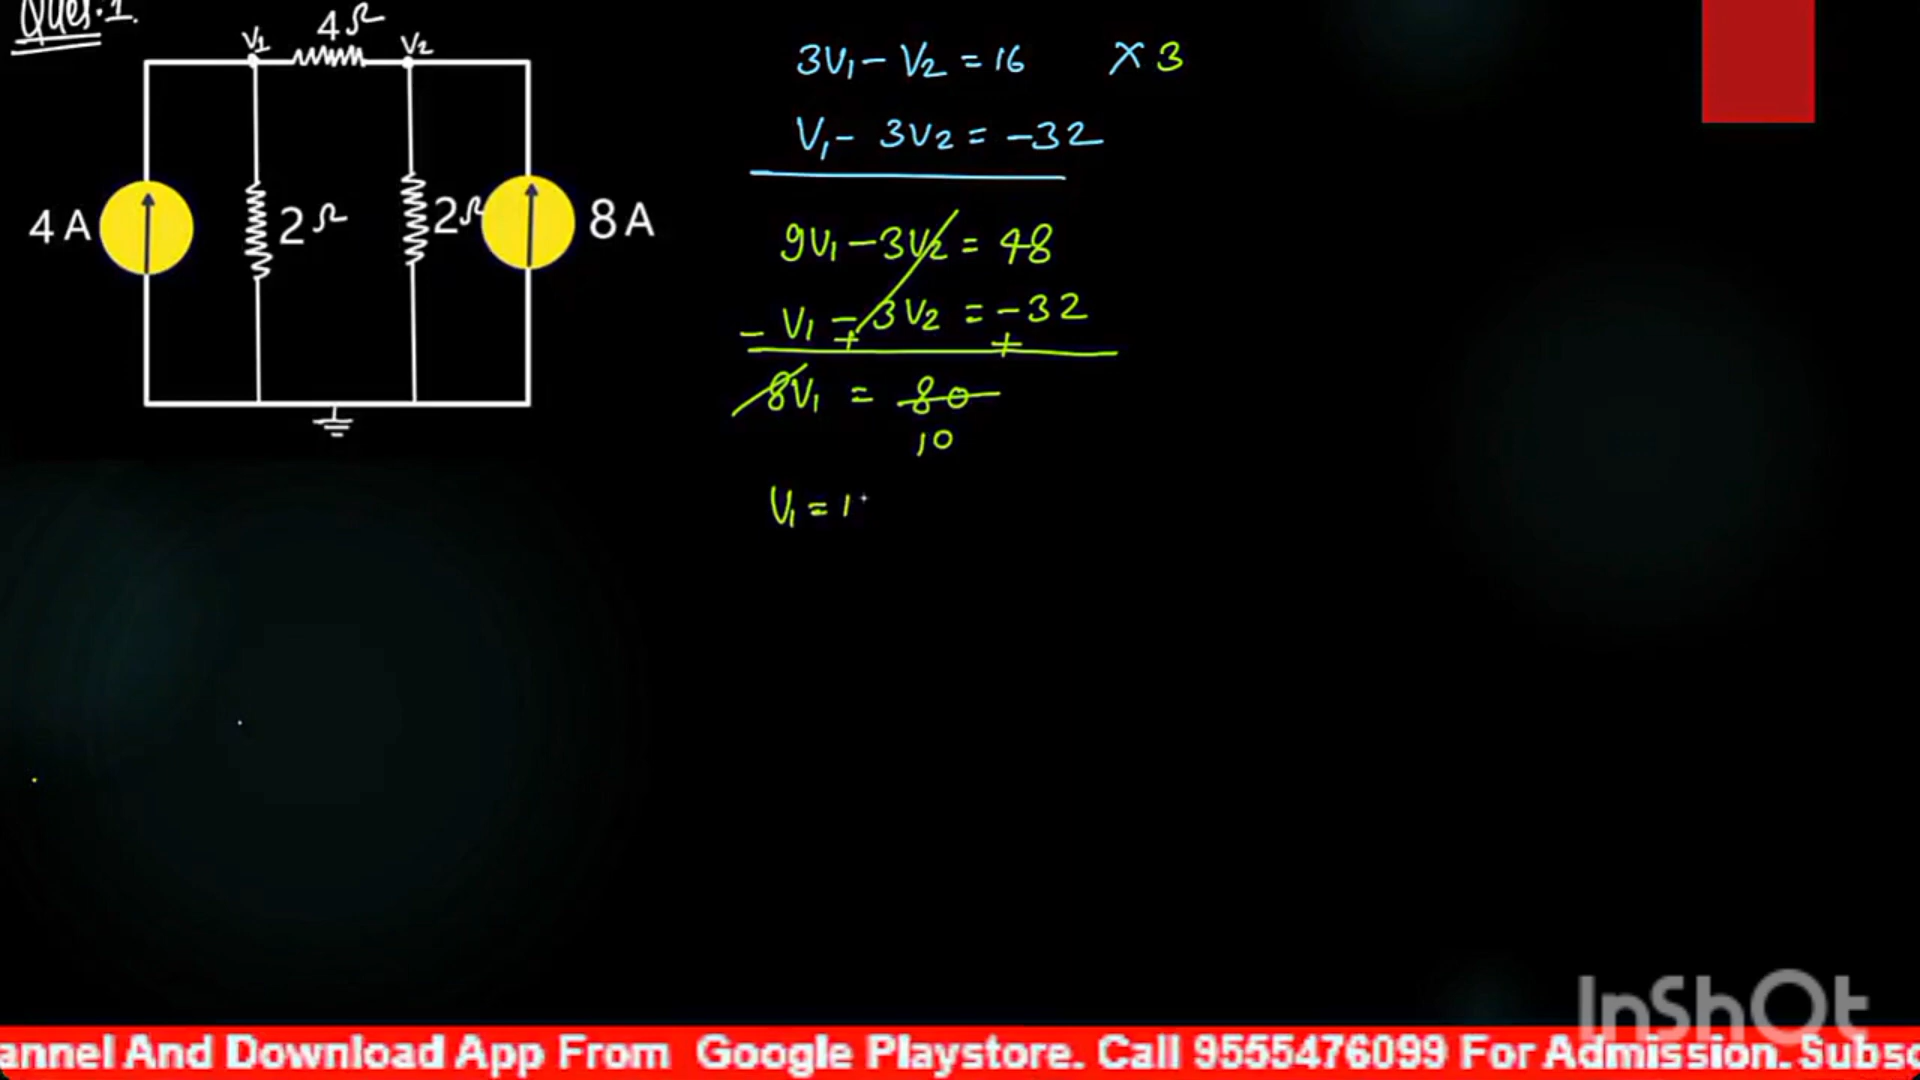 Ques.1.
4Ω
V1 V2
4 A 2Ω 2Ω 8 A
3V1 - V2 = 16 × 3
V1 - 3V2 = -32
9V1 - 3V2 = 48
- V1 - 3V2 = -32
+ +
8V1 = 80
10
V1 = 1
InShOt
annel And Download App From Google Playstore. Call 9555476099 For Admission. Subsc